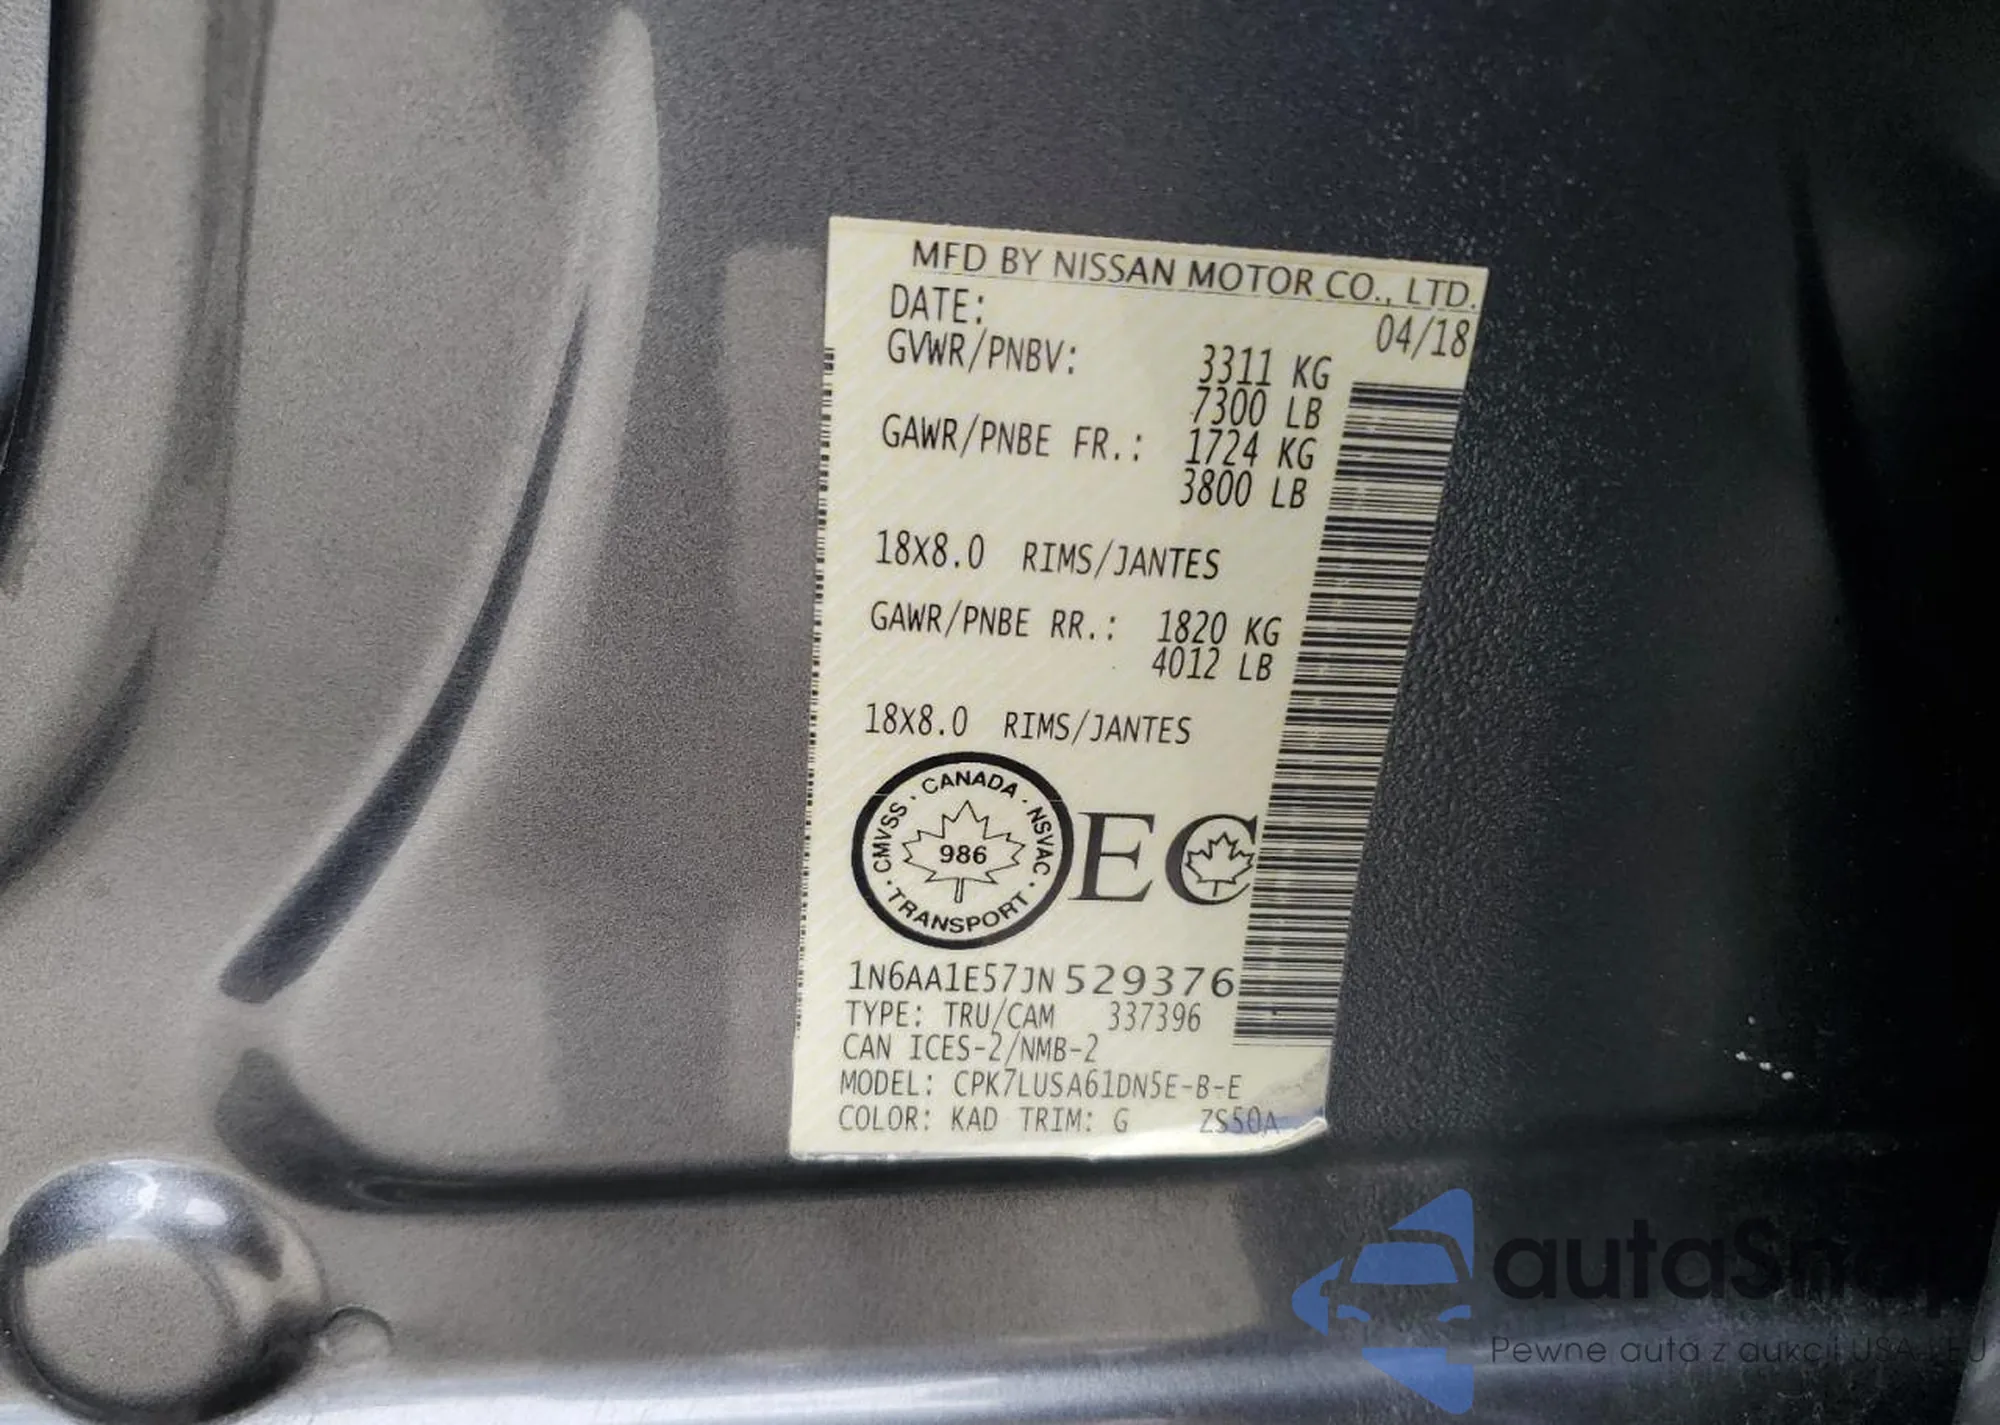 MFD BY NISSAN MOTOR CO., LTD.
DATE: 04/18
GVWR/PNBV: 3311 KG
7300 LB
GAWR/PNBE FR.: 1724 KG
3800 LB
18X8.0 RIMS/JANTES
GAWR/PNBE RR.: 1820 KG
4012 LB
18X8.0 RIMS/JANTES
CANADA · NSVAC · TRANSPORT · CMVSS ·
986
EC
1N6AA1E57JN529376
TYPE: TRU/CAM 337396
CAN ICES-2/NMB-2
MODEL: CPK7LUSA61DN5E-B-E
COLOR: KAD TRIM: G ZS50A
autaSnap
Pewne auta z aukcji USA i EU